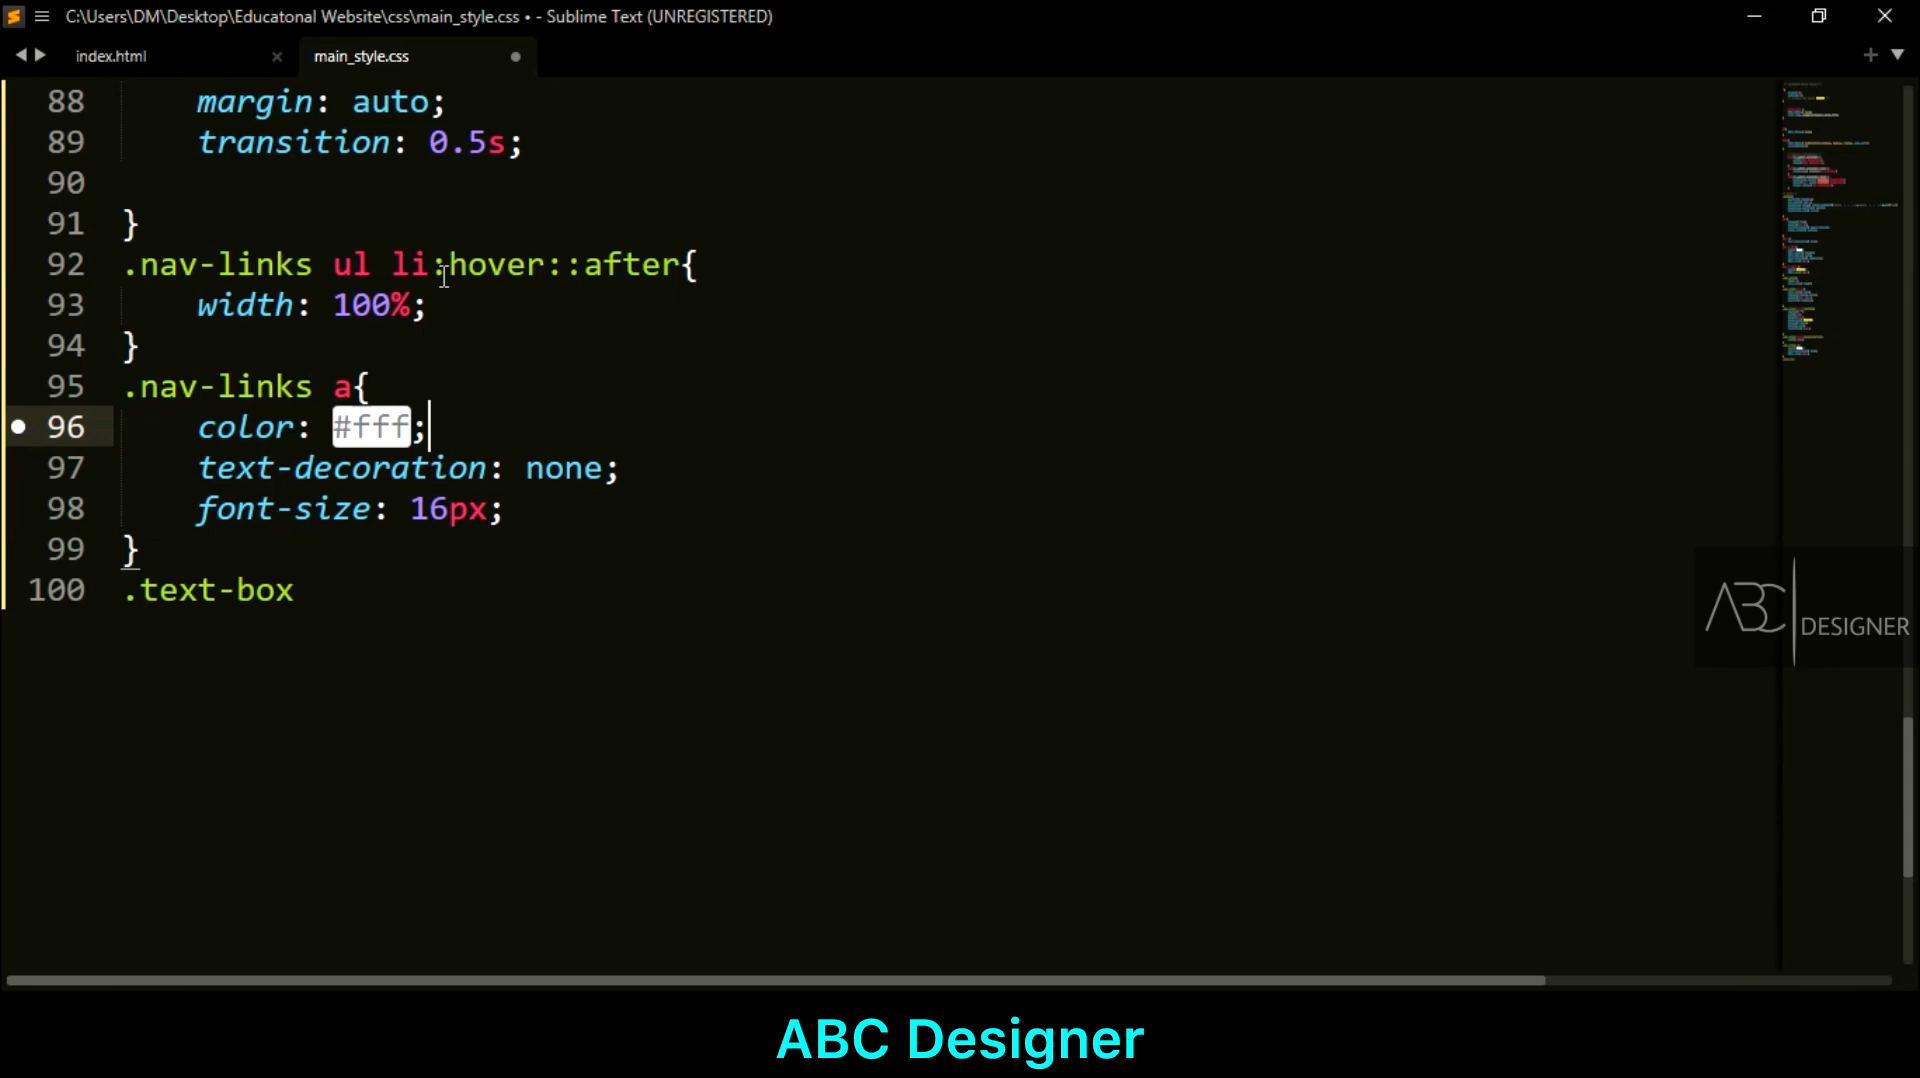 C:\Users\DM\Desktop\Educatonal Website\css\main_style.css • - Sublime Text (UNREGISTERED)
index.html
main_style.css
88 margin: auto;
89 transition: 0.5s;
90
91 }
92 .nav-links ul li:hover::after{
93 width: 100%;
94 }
95 .nav-links a{
96 color: #fff;
97 text-decoration: none;
98 font-size: 16px;
99 }
100 .text-box
ABC DESIGNER
ABC Designer